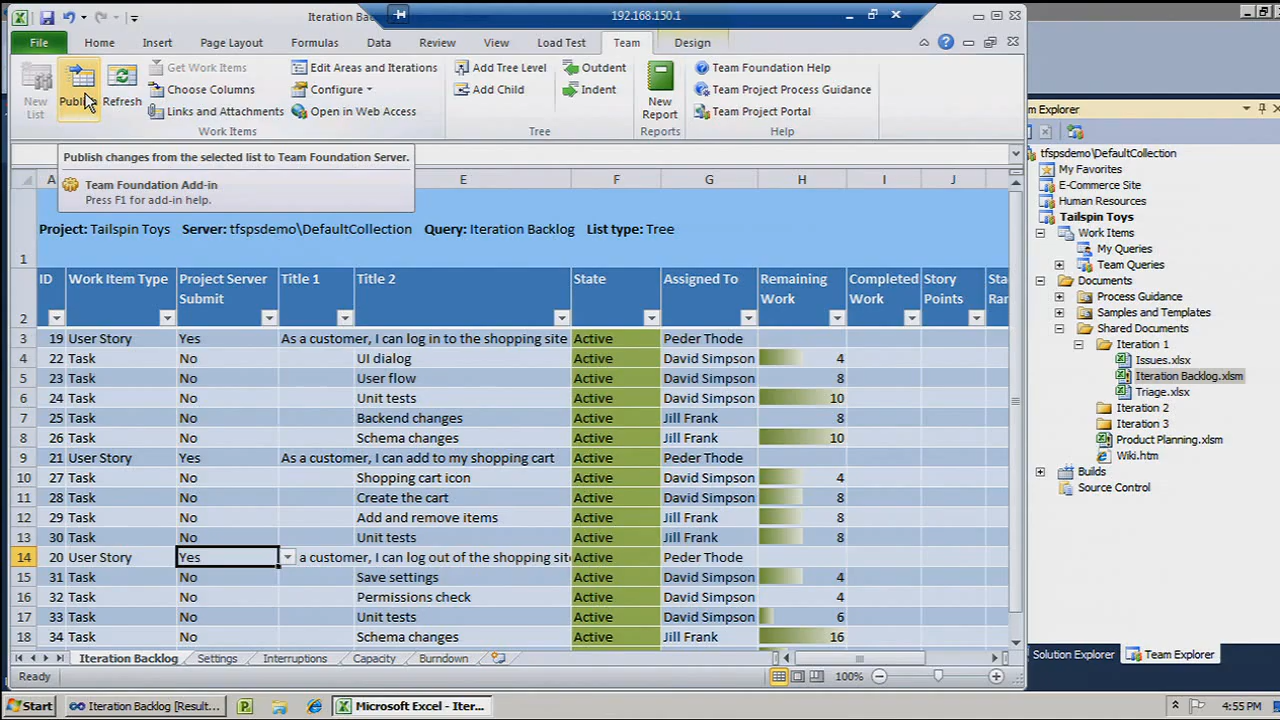 Iteration Backlo
192.168.150.1
File Home Insert Page Layout Formulas Data Review View Load Test Team Design
New List
Publish
Refresh
Get Work Items
Choose Columns
Links and Attachments
Work Items
Edit Areas and Iterations
Configure
Open in Web Access
Add Tree Level
Add Child
Outdent
Indent
Tree
New Report
Reports
Team Foundation Help
Team Project Process Guidance
Team Project Portal
Help
Publish changes from the selected list to Team Foundation Server.
Team Foundation Add-in
Press F1 for add-in help.
A E F G H I J
1 Project: Tailspin Toys Server: tfspsdemo\DefaultCollection Query: Iteration Backlog List type: Tree
2 ID Work Item Type Project Server Submit Title 1 Title 2 State Assigned To Remaining Work Completed Work Story Points Sta Ran
3 19 User Story Yes As a customer, I can log in to the shopping site Active Peder Thode
4 22 Task No UI dialog Active David Simpson 4
5 23 Task No User flow Active David Simpson 8
6 24 Task No Unit tests Active David Simpson 10
7 25 Task No Backend changes Active Jill Frank 8
8 26 Task No Schema changes Active Jill Frank 10
9 21 User Story Yes As a customer, I can add to my shopping cart Active Peder Thode
10 27 Task No Shopping cart icon Active David Simpson 4
11 28 Task No Create the cart Active David Simpson 8
12 29 Task No Add and remove items Active Jill Frank 8
13 30 Task No Unit tests Active Jill Frank 8
14 20 User Story Yes a customer, I can log out of the shopping site Active Peder Thode
15 31 Task No Save settings Active David Simpson 4
16 32 Task No Permissions check Active David Simpson 4
17 33 Task No Unit tests Active David Simpson 6
18 34 Task No Schema changes Active Jill Frank 16
Iteration Backlog Settings Interruptions Capacity Burndown
Ready 100%
eam Explorer
tfspsdemo\DefaultCollection
My Favorites
E-Commerce Site
Human Resources
Tailspin Toys
Work Items
My Queries
Team Queries
Documents
Process Guidance
Samples and Templates
Shared Documents
Iteration 1
Issues.xlsx
Iteration Backlog.xlsm
Triage.xlsx
Iteration 2
Iteration 3
Product Planning.xlsm
Wiki.htm
Builds
Source Control
Solution Explorer Team Explorer
Start Iteration Backlog [Result... Microsoft Excel - Iter... 4:55 PM